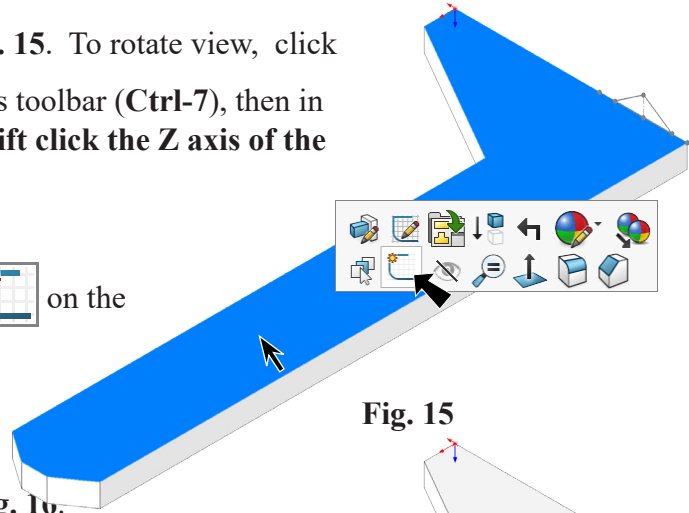 . 15. To rotate view, click
s toolbar (Ctrl-7), then in
ift click the Z axis of the
on the
Fig. 15
g. 16.